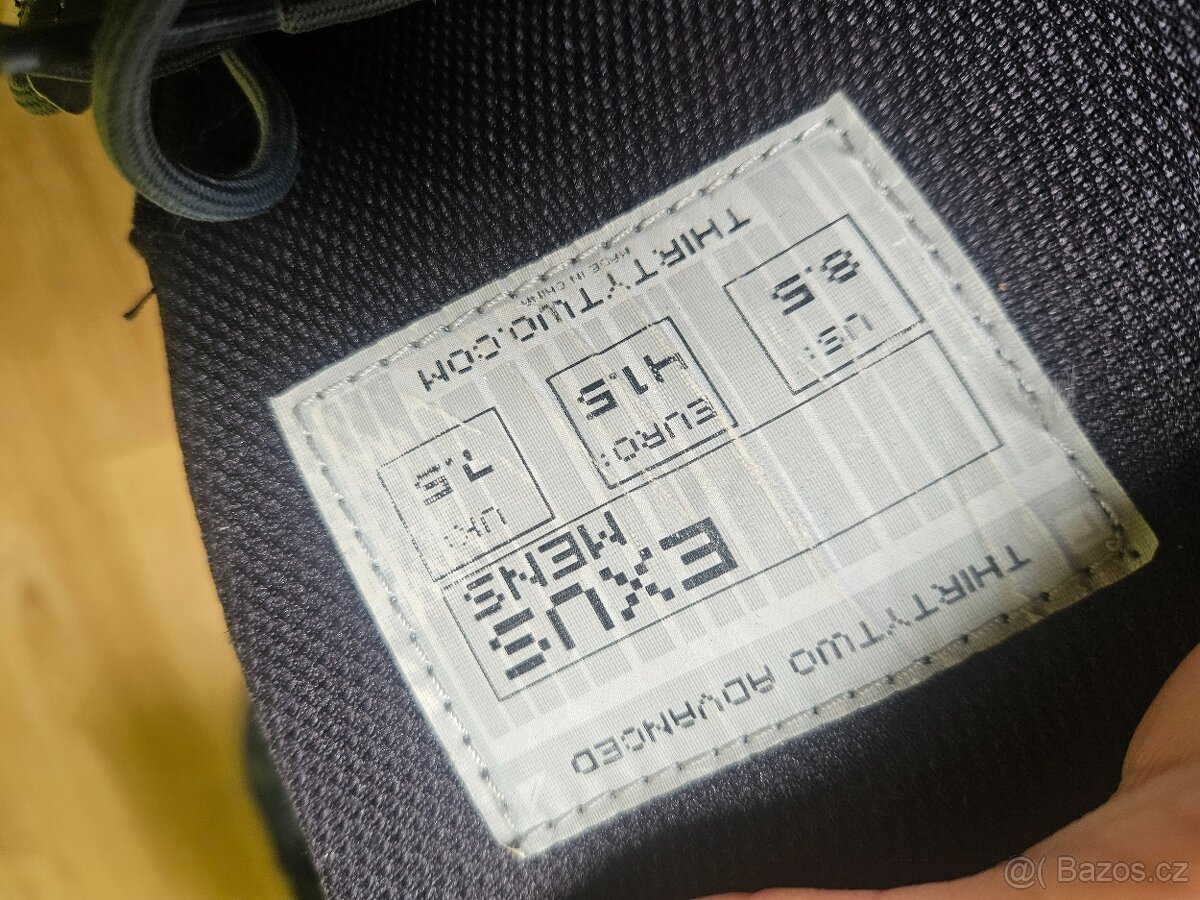 THIRTYTWO ADVANCED
EXUS
MENS
US:
8.5
EURO:
41.5
UK:
7.5
MADE IN CHINA
THIRTYTWO.COM
@( Bazos.cz